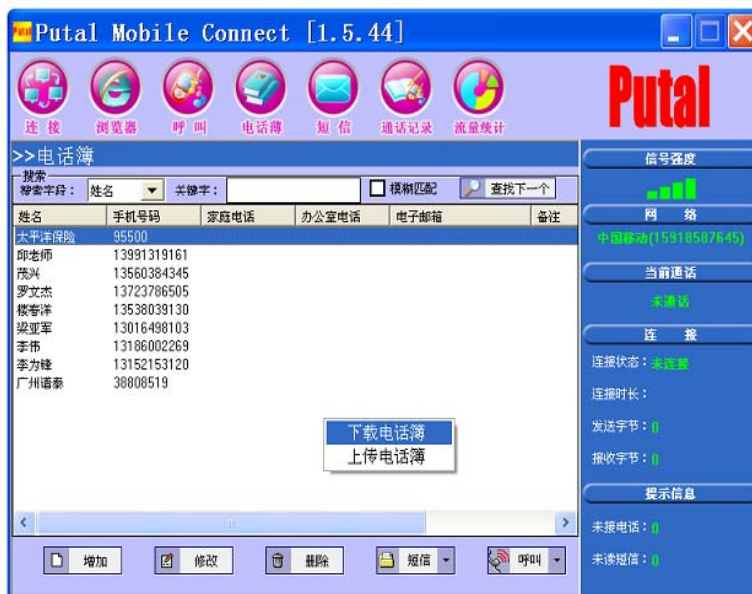 Putal Mobile Connect [1.5.44]
连接 浏览器 呼叫 电话薄 短信 通话记录 流量统计
Putal
>>电话簿
搜索
搜索字段： 姓名 关键字： 模糊匹配 查找下一个
姓名 手机号码 家庭电话 办公室电话 电子邮箱 备注
太平洋保险 95500
邱老师 13991319161
茂兴 13560384345
罗文杰 13723786505
楼春洋 13538039130
梁亚军 13016498103
李伟 13186002269
李为锋 13152153120
广州谱泰 38808519
下载电话簿
上传电话簿
增加 修改 删除 短信 呼叫
信号强度
网络
中国移动(15918587645)
当前通话
未通话
连接
连接状态：未连接
连接时长：
发送字节：0
接收字节：0
提示信息
未接电话：0
未读短信：0